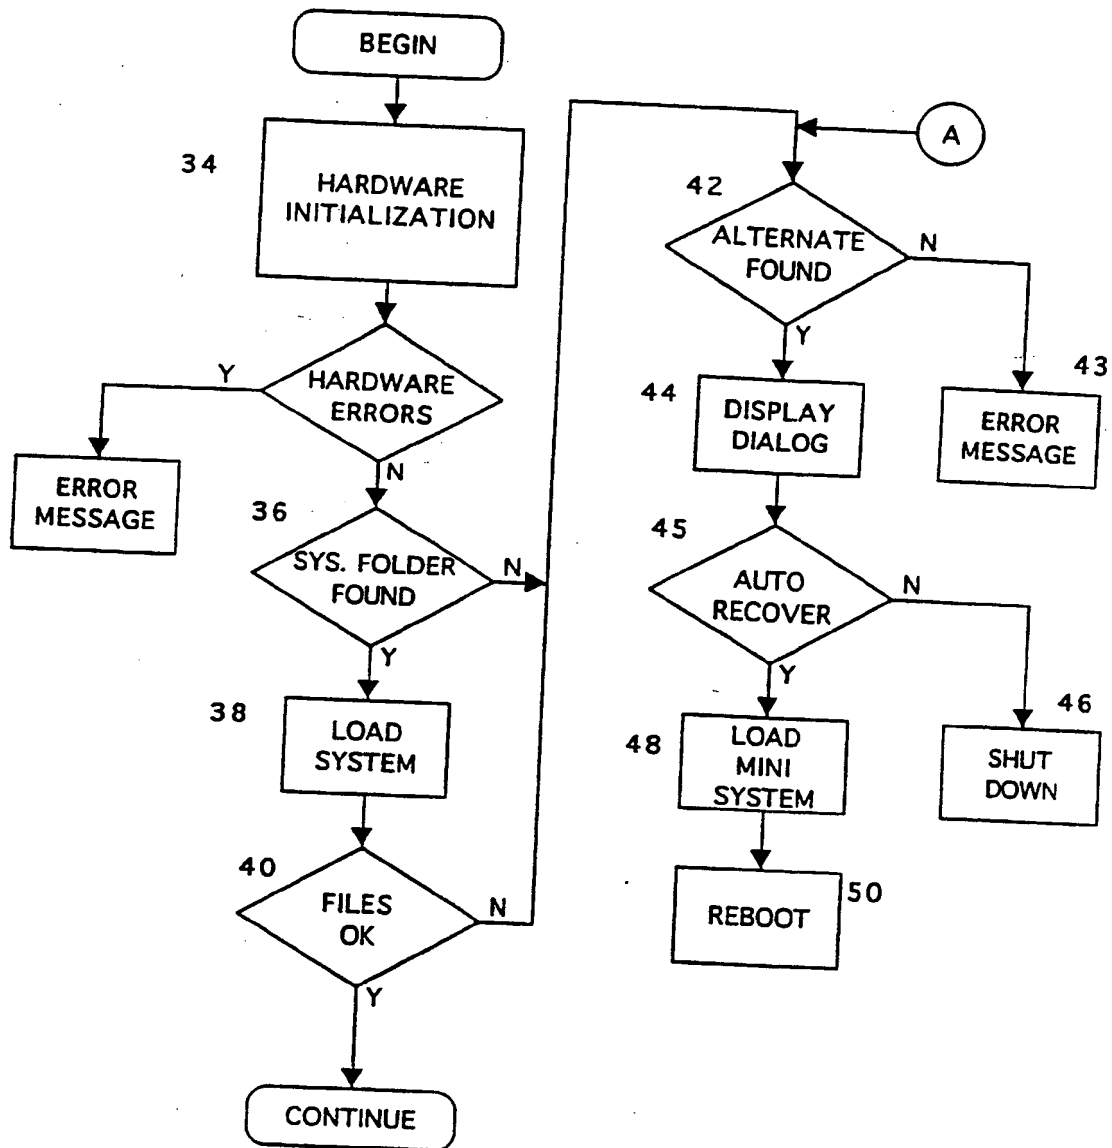 BEGIN
34
HARDWARE
INITIALIZATION
Y
HARDWARE
ERRORS
N
ERROR
MESSAGE
36
SYS. FOLDER
FOUND
N
Y
38
LOAD
SYSTEM
40
FILES
OK
N
Y
CONTINUE
A
42
ALTERNATE
FOUND
N
Y
43
ERROR
MESSAGE
44
DISPLAY
DIALOG
45
AUTO
RECOVER
N
Y
46
SHUT
DOWN
48
LOAD
MINI
SYSTEM
50
REBOOT